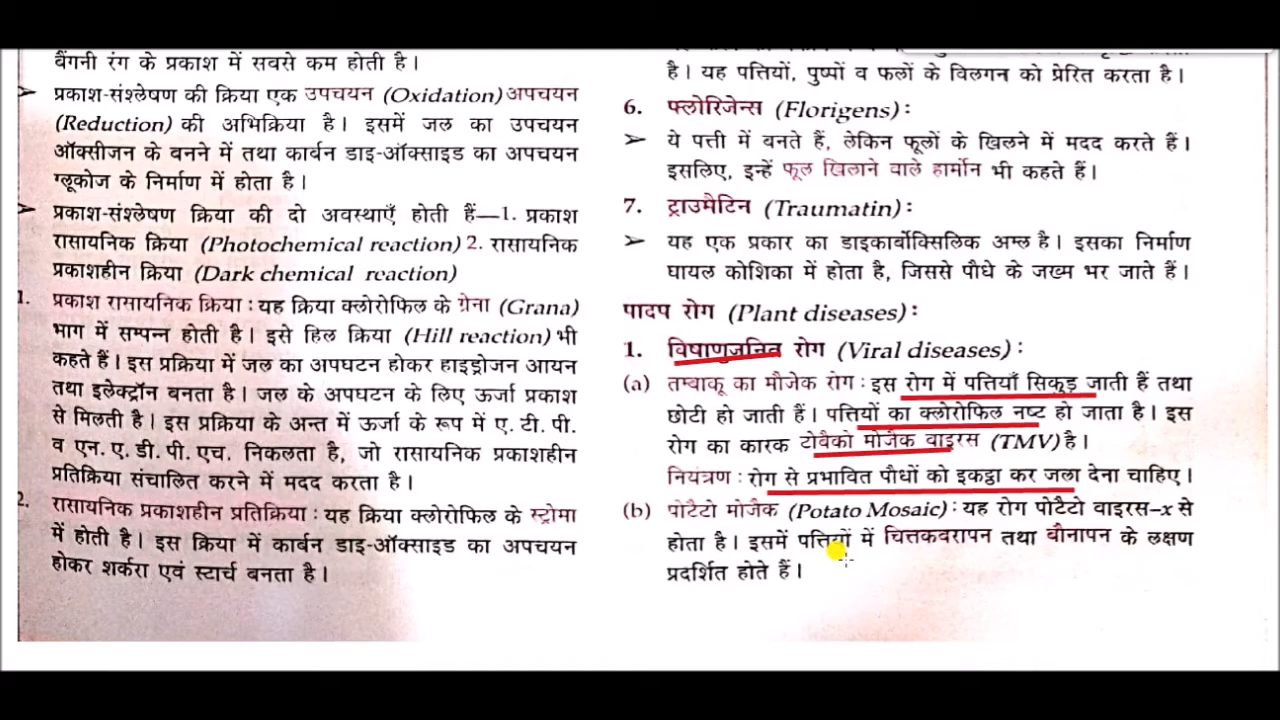 बैंगनी रंग के प्रकाश में सबसे कम होती है।
➤ प्रकाश-संश्लेषण की क्रिया एक उपचयन (Oxidation) अपचयन
(Reduction) की अभिक्रिया है। इसमें जल का उपचयन
ऑक्सीजन के बनने में तथा कार्बन डाइ-ऑक्साइड का अपचयन
ग्लूकोज के निर्माण में होता है।
➤ प्रकाश-संश्लेषण क्रिया की दो अवस्थाएँ होती हैं—1. प्रकाश
रासायनिक क्रिया (Photochemical reaction) 2. रासायनिक
प्रकाशहीन क्रिया (Dark chemical reaction)
1. प्रकाश रासायनिक क्रिया : यह क्रिया क्लोरोफिल के ग्रेना (Grana)
भाग में सम्पन्न होती है। इसे हिल क्रिया (Hill reaction) भी
कहते हैं। इस प्रक्रिया में जल का अपघटन होकर हाइड्रोजन आयन
तथा इलेक्ट्रॉन बनता है। जल के अपघटन के लिए ऊर्जा प्रकाश
से मिलती है। इस प्रक्रिया के अन्त में ऊर्जा के रूप में ए. टी. पी.
व एन. ए. डी. पी. एच. निकलता है, जो रासायनिक प्रकाशहीन
प्रतिक्रिया संचालित करने में मदद करता है।
2. रासायनिक प्रकाशहीन प्रतिक्रिया : यह क्रिया क्लोरोफिल के स्ट्रोमा
में होती है। इस क्रिया में कार्बन डाइ-ऑक्साइड का अपचयन
होकर शर्करा एवं स्टार्च बनता है।
है। यह पत्तियों, पुष्पों व फलों के विलगन को प्रेरित करता है।
6. फ्लोरिजेन्स (Florigens) :
➤ ये पत्ती में बनते हैं, लेकिन फूलों के खिलने में मदद करते हैं।
इसलिए, इन्हें फूल खिलाने वाले हार्मोन भी कहते हैं।
7. ट्राउमैटिन (Traumatin) :
➤ यह एक प्रकार का डाइकार्बोक्सिलिक अम्ल है। इसका निर्माण
घायल कोशिका में होता है, जिससे पौधे के जख्म भर जाते हैं।
पादप रोग (Plant diseases) :
1. विषाणुजनित रोग (Viral diseases) :
(a) तम्बाकू का मौजेक रोग : इस रोग में पत्तियाँ सिकुड़ जाती हैं तथा
छोटी हो जाती हैं। पत्तियों का क्लोरोफिल नष्ट हो जाता है। इस
रोग का कारक टोबैको मोजैक वाइरस (TMV) है।
नियंत्रण : रोग से प्रभावित पौधों को इकट्ठा कर जला देना चाहिए।
(b) पोटैटो मोजैक (Potato Mosaic) : यह रोग पोटैटो वाइरस-x से
होता है। इसमें पत्तियों में चित्तकबरापन तथा बौनापन के लक्षण
प्रदर्शित होते हैं।